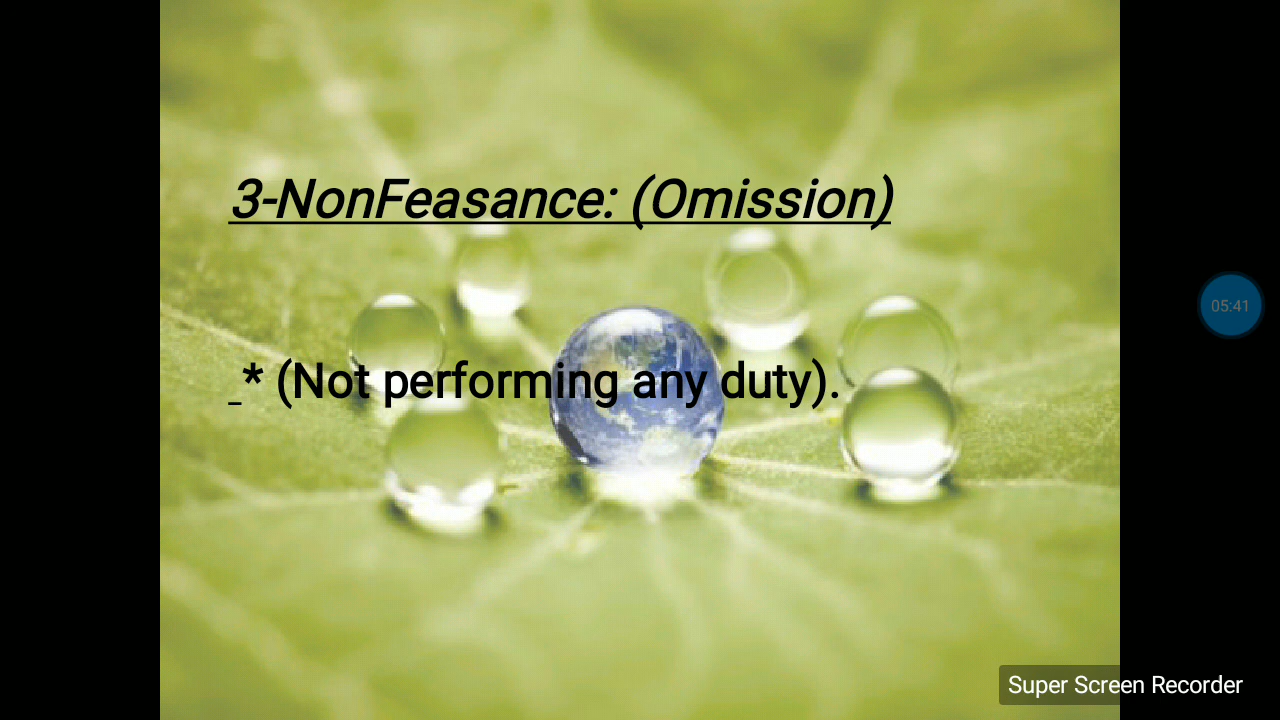 3-NonFeasance: (Omission)
_* (Not performing any duty).
05:41
Super Screen Recorder